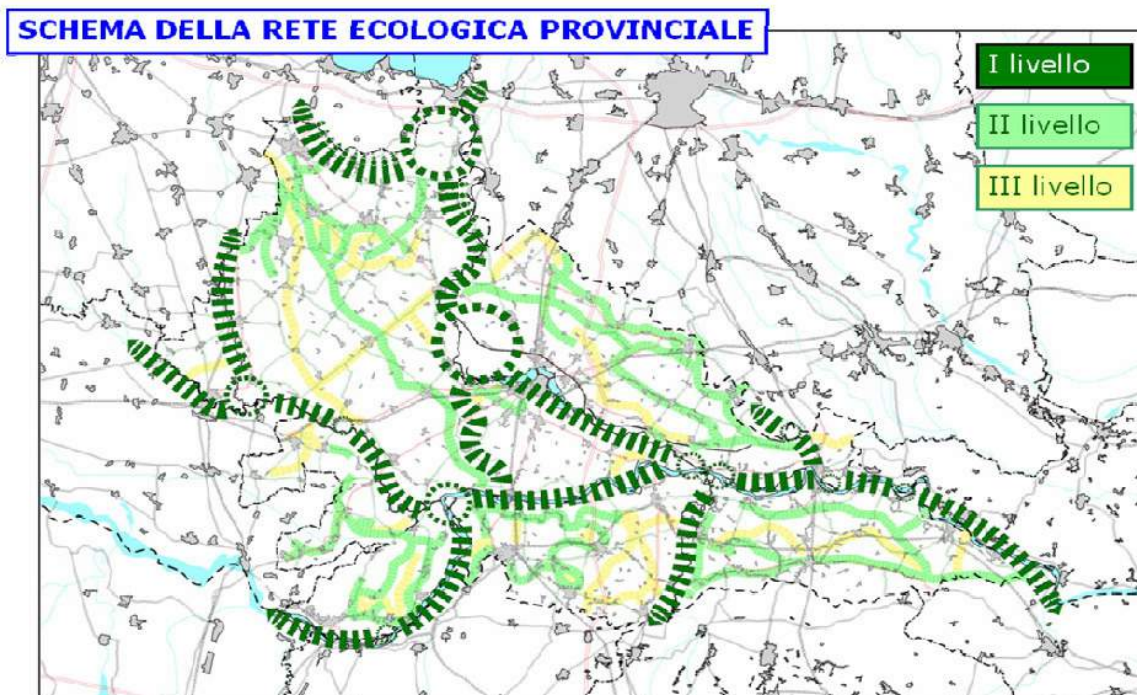 SCHEMA DELLA RETE ECOLOGICA PROVINCIALE
I livello
II livello
III livello